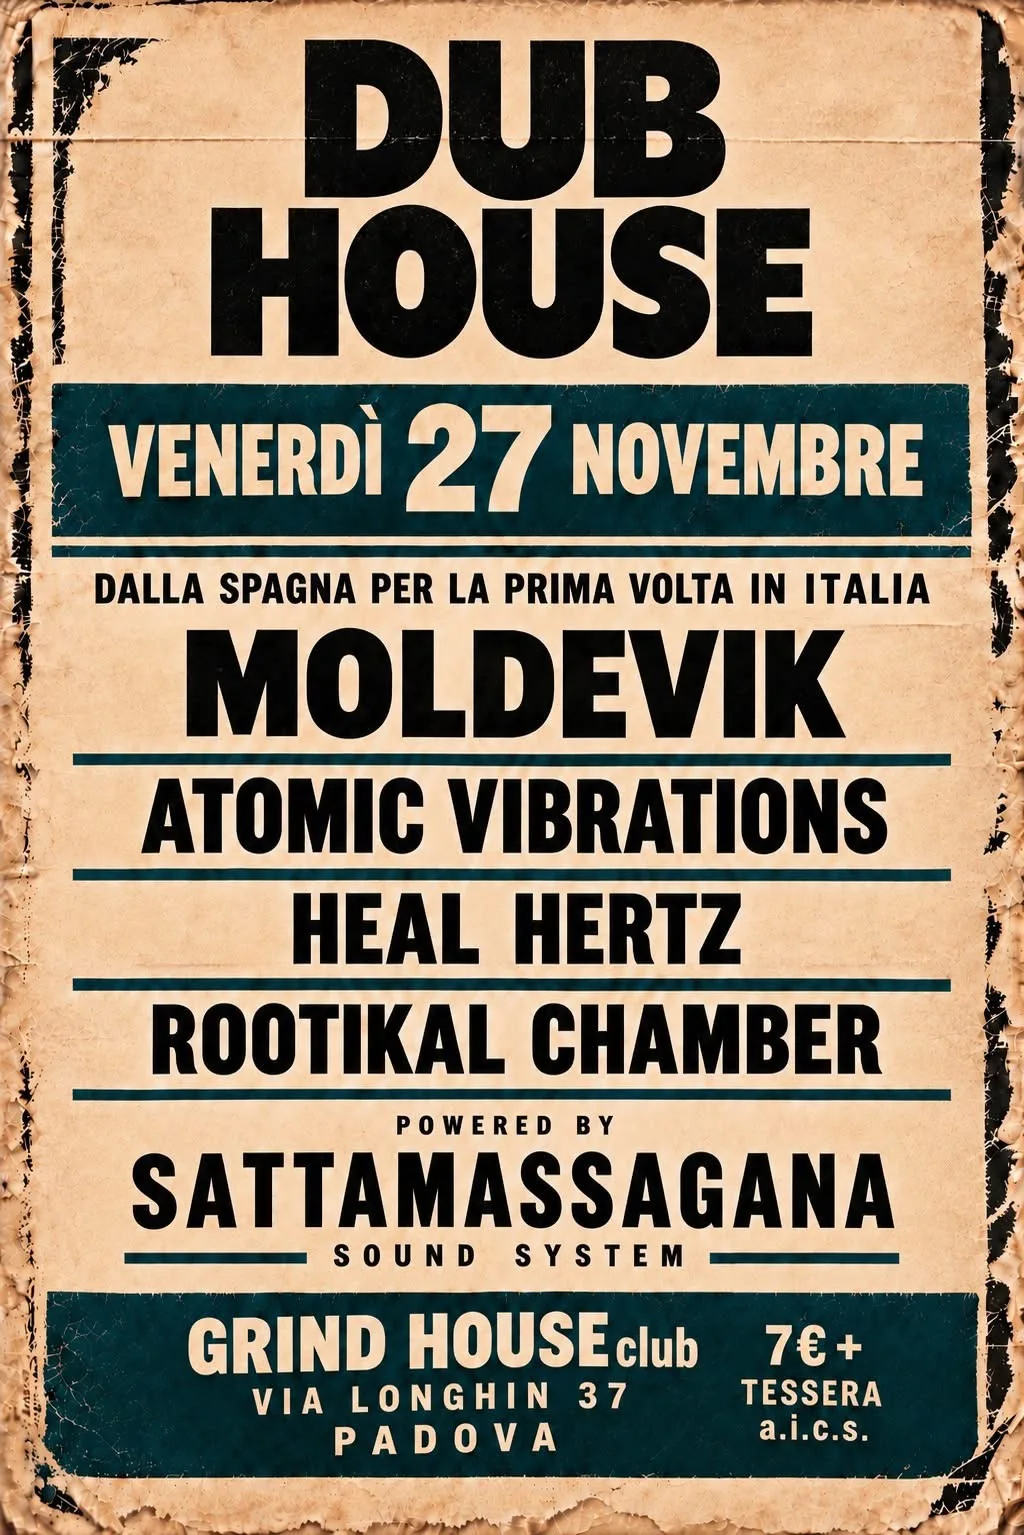 DUB
HOUSE
VENERDÌ 27 NOVEMBRE
DALLA SPAGNA PER LA PRIMA VOLTA IN ITALIA
MOLDEVIK
ATOMIC VIBRATIONS
HEAL HERTZ
ROOTIKAL CHAMBER
POWERED BY
SATTAMASSAGANA
SOUND SYSTEM
GRIND HOUSE club
VIA LONGHIN 37
PADOVA
7€ +
TESSERA
a.i.c.s.